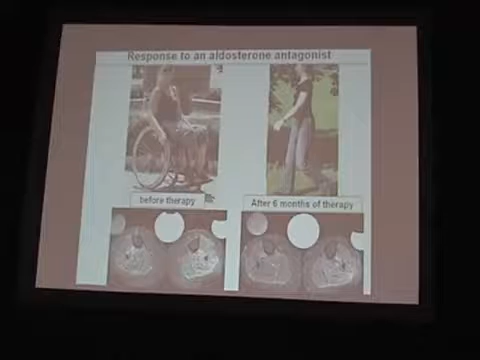 Response to an aldosterone antagonist
before therapy
After 6 months of therapy